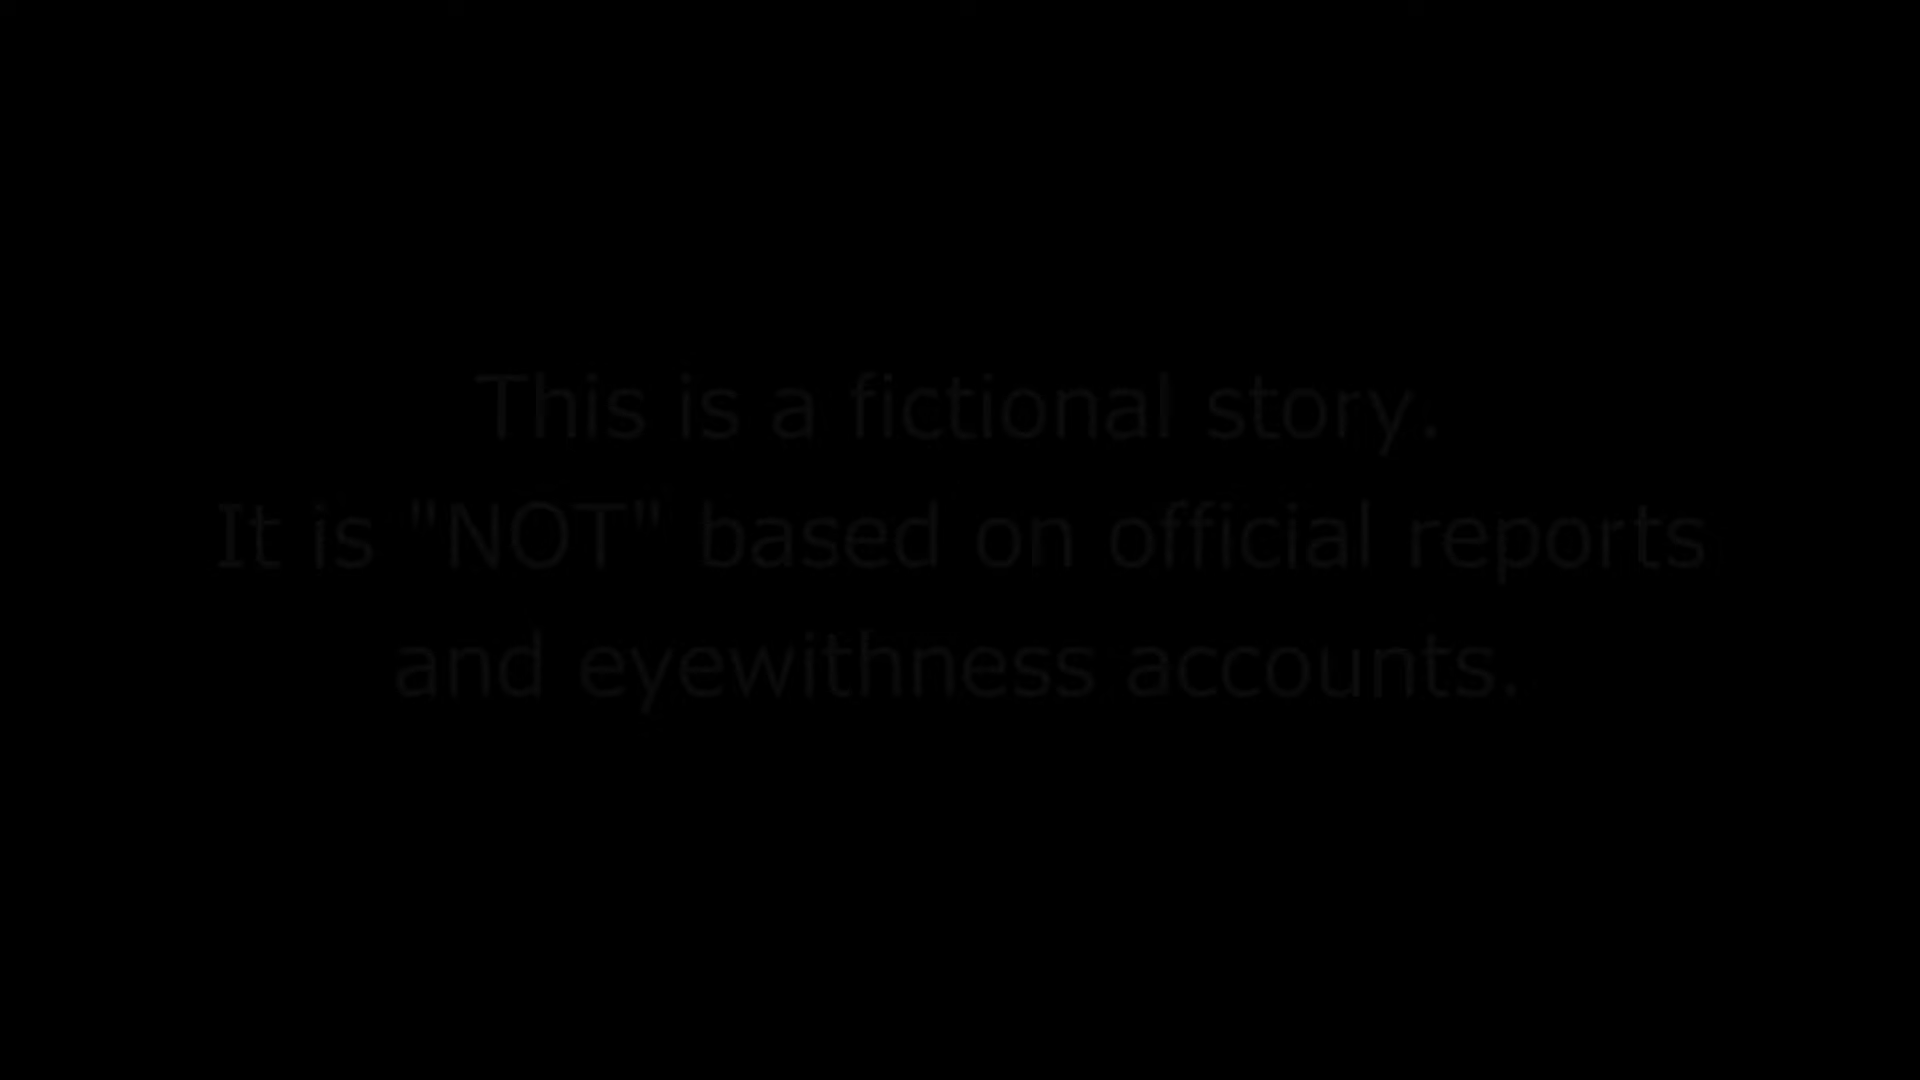 This is a fictional story.
It is "NOT" based on official reports
and eyewithness accounts.